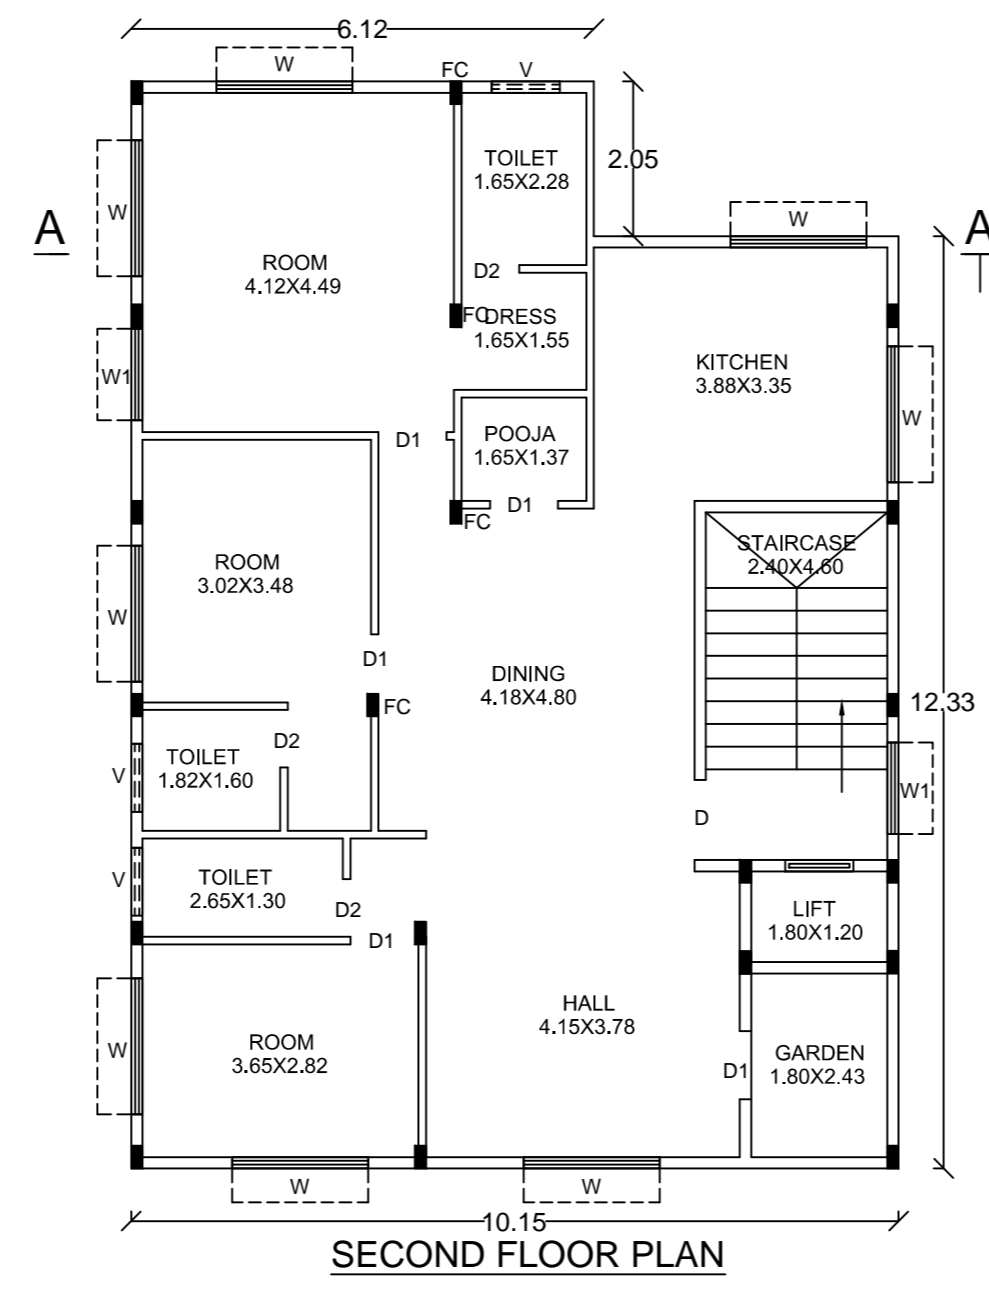 6.12
W
FC
V
TOILET
1.65X2.28
2.05
W
W
A
A
ROOM
4.12X4.49
D2
FC
DRESS
1.65X1.55
W1
KITCHEN
3.88X3.35
W
D1
POOJA
1.65X1.37
D1
FC
STAIRCASE
2.40X4.60
ROOM
3.02X3.48
W
D1
DINING
4.18X4.80
FC
12.33
D2
TOILET
1.82X1.60
V
W1
D
V
TOILET
2.65X1.30
D2
D1
LIFT
1.80X1.20
HALL
4.15X3.78
ROOM
3.65X2.82
W
D1
GARDEN
1.80X2.43
W
W
10.15
SECOND FLOOR PLAN